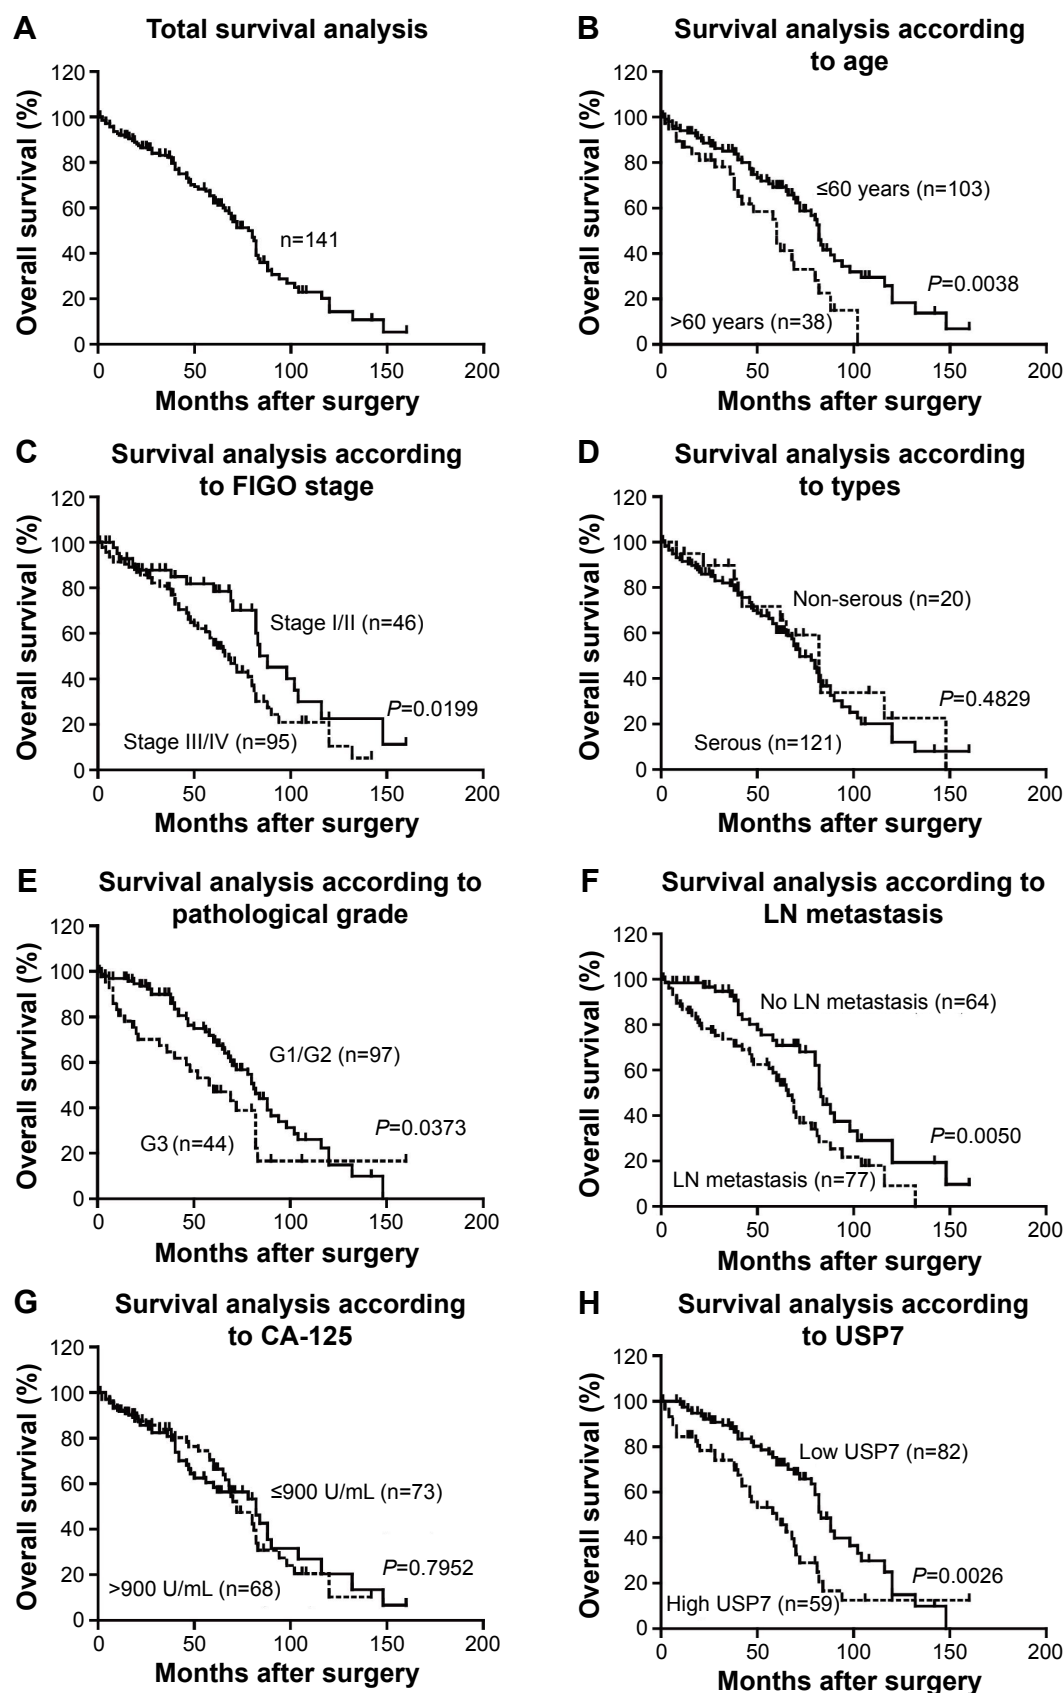 A
Total survival analysis
Overall survival (%)
120
100
80
60
40
20
0
n=141
0 50 100 150 200
Months after surgery
B
Survival analysis according
to age
Overall survival (%)
120
100
80
60
40
20
0
≤60 years (n=103)
P=0.0038
>60 years (n=38)
0 50 100 150 200
Months after surgery
C
Survival analysis according
to FIGO stage
Overall survival (%)
120
100
80
60
40
20
0
Stage I/II (n=46)
P=0.0199
Stage III/IV (n=95)
0 50 100 150 200
Months after surgery
D
Survival analysis according
to types
Overall survival (%)
120
100
80
60
40
20
0
Non-serous (n=20)
P=0.4829
Serous (n=121)
0 50 100 150 200
Months after surgery
E
Survival analysis according to
pathological grade
Overall survival (%)
120
100
80
60
40
20
0
G1/G2 (n=97)
P=0.0373
G3 (n=44)
0 50 100 150 200
Months after surgery
F
Survival analysis according to
LN metastasis
Overall survival (%)
120
100
80
60
40
20
0
No LN metastasis (n=64)
P=0.0050
LN metastasis (n=77)
0 50 100 150 200
Months after surgery
G
Survival analysis according
to CA-125
Overall survival (%)
120
100
80
60
40
20
0
≤900 U/mL (n=73)
P=0.7952
>900 U/mL (n=68)
0 50 100 150 200
Months after surgery
H
Survival analysis according
to USP7
Overall survival (%)
120
100
80
60
40
20
0
Low USP7 (n=82)
P=0.0026
High USP7 (n=59)
0 50 100 150 200
Months after surgery